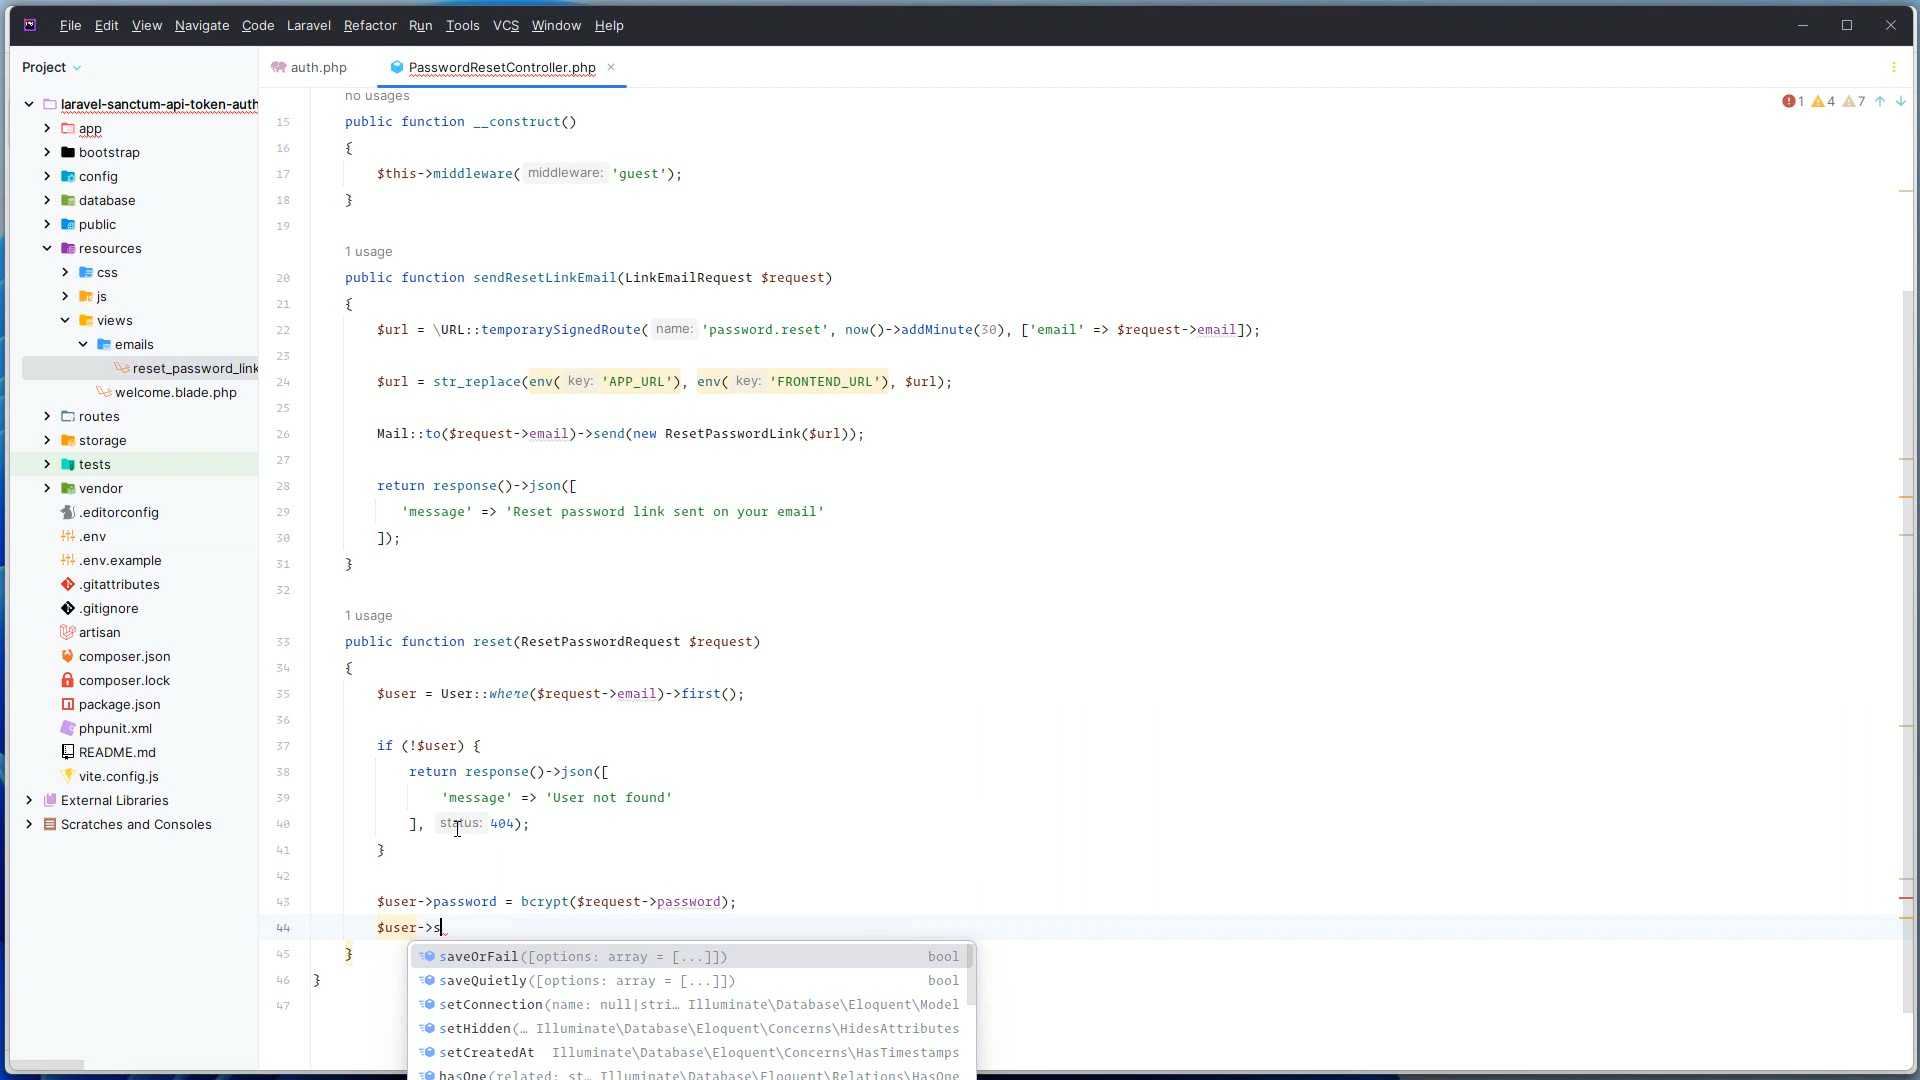 File Edit View Navigate Code Laravel Refactor Run Tools VCS Window Help
Project
auth.php
PasswordResetController.php
laravel-sanctum-api-token-auth
app
bootstrap
config
database
public
resources
css
js
views
emails
reset_password_link
welcome.blade.php
routes
storage
tests
vendor
.editorconfig
.env
.env.example
.gitattributes
.gitignore
artisan
composer.json
composer.lock
package.json
phpunit.xml
README.md
vite.config.js
External Libraries
Scratches and Consoles
1 4 7
no usages
15 public function __construct()
16 {
17 $this->middleware( middleware: 'guest');
18 }
19
1 usage
20 public function sendResetLinkEmail(LinkEmailRequest $request)
21 {
22 $url = \URL::temporarySignedRoute( name: 'password.reset', now()->addMinute(30), ['email' => $request->email]);
23
24 $url = str_replace(env( key: 'APP_URL'), env( key: 'FRONTEND_URL'), $url);
25
26 Mail::to($request->email)->send(new ResetPasswordLink($url));
27
28 return response()->json([
29 'message' => 'Reset password link sent on your email'
30 ]);
31 }
32
1 usage
33 public function reset(ResetPasswordRequest $request)
34 {
35 $user = User::where($request->email)->first();
36
37 if (!$user) {
38 return response()->json([
39 'message' => 'User not found'
40 ], status: 404);
41 }
42
43 $user->password = bcrypt($request->password);
44 $user->s
45 }
46 }
47
saveOrFail([options: array = [...]]) bool
saveQuietly([options: array = [...]]) bool
setConnection(name: null|stri… Illuminate\Database\Eloquent\Model
setHidden(… Illuminate\Database\Eloquent\Concerns\HidesAttributes
setCreatedAt Illuminate\Database\Eloquent\Concerns\HasTimestamps
hasOne(related: st… Illuminate\Database\Eloquent\Relations\HasOne